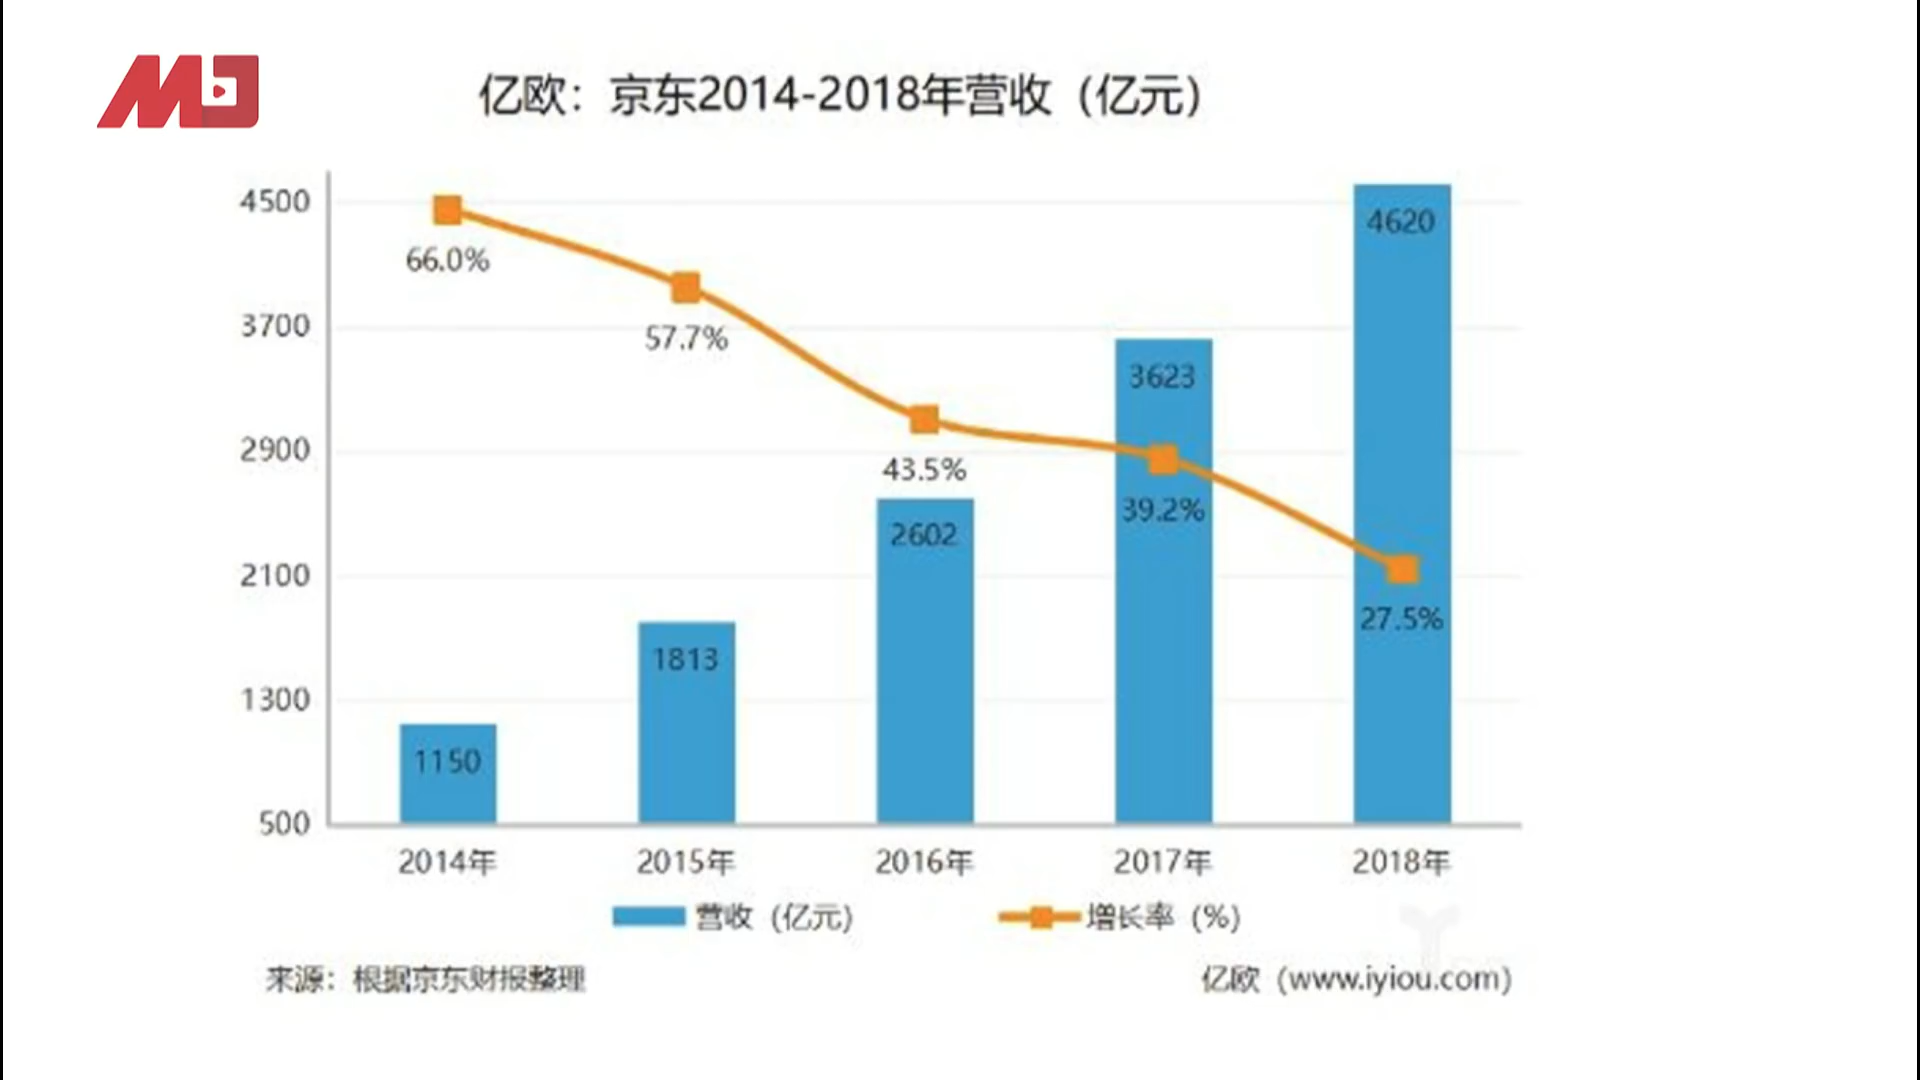 MJ
亿欧：京东2014-2018年营收（亿元）
4500
3700
2900
2100
1300
500
66.0%
57.7%
43.5%
39.2%
27.5%
1150
1813
2602
3623
4620
2014年
2015年
2016年
2017年
2018年
营收（亿元）
增长率（%）
来源：根据京东财报整理
亿欧（www.iyiou.com）